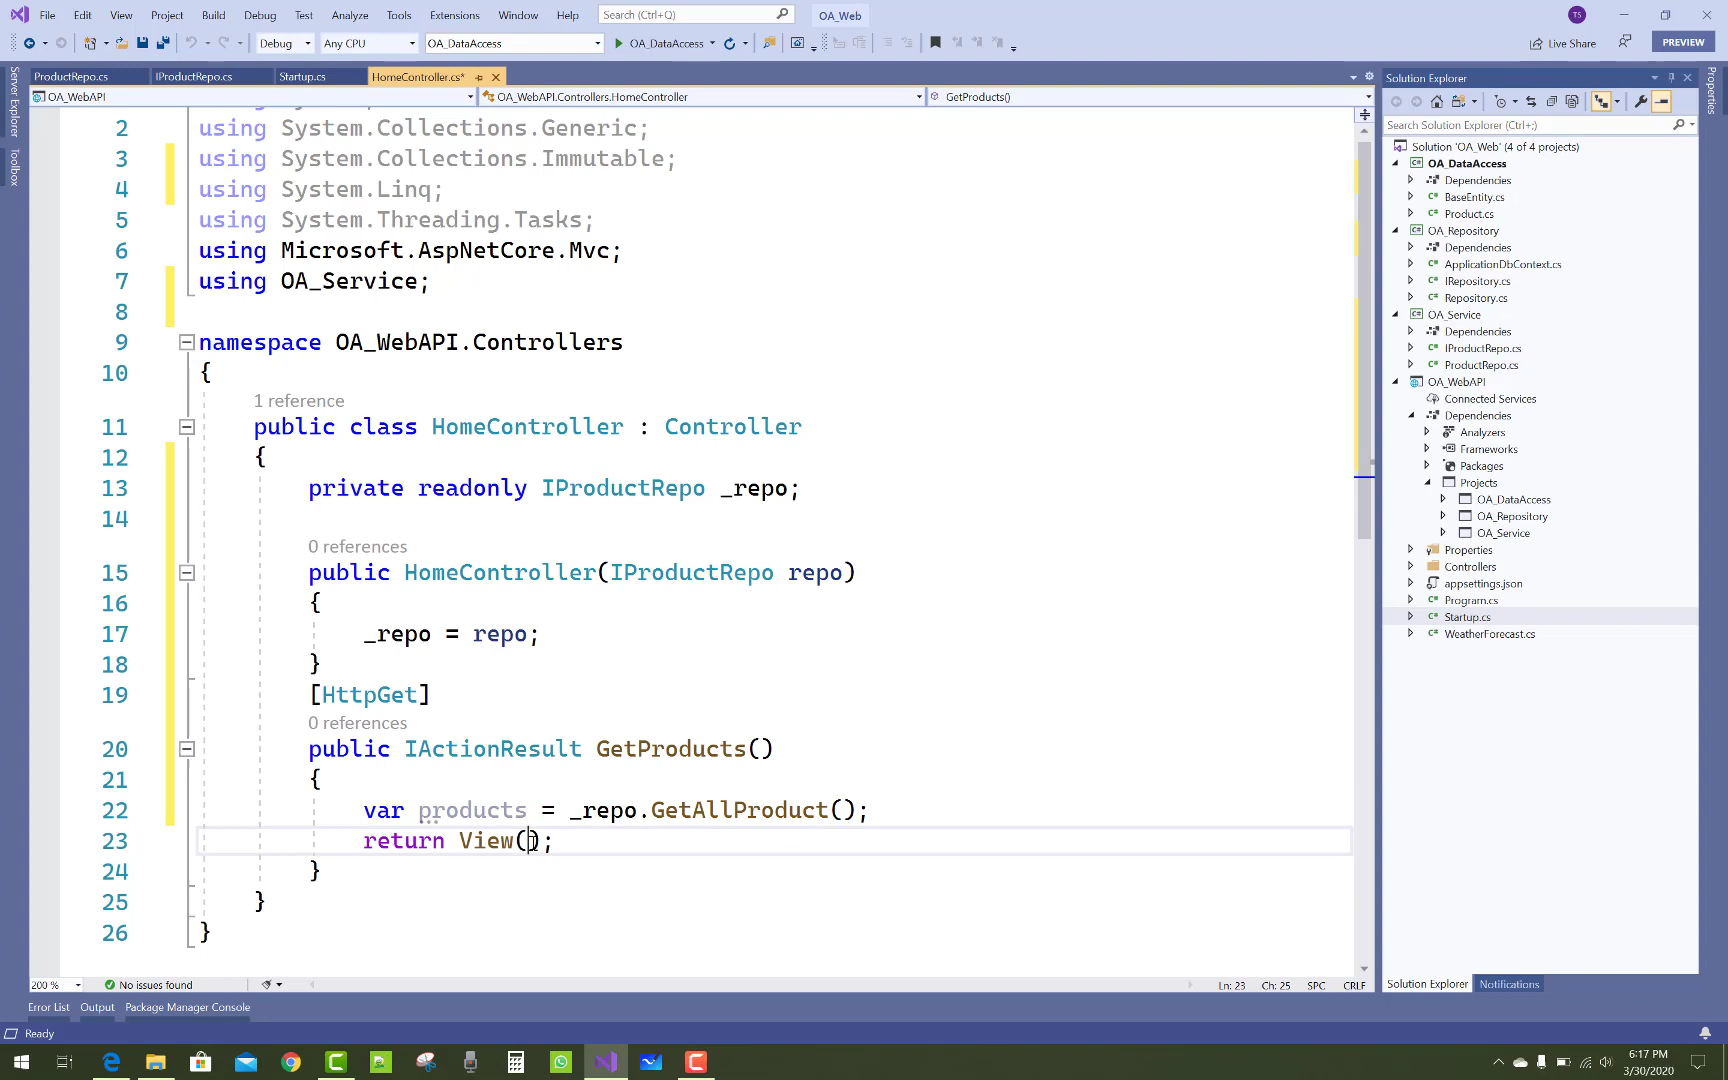 File Edit View Project Build Debug Test Analyze Tools Extensions Window Help Search (Ctrl+Q) OA_Web TS
Debug Any CPU OA_DataAccess OA_DataAccess Live Share PREVIEW
ProductRepo.cs IProductRepo.cs Startup.cs HomeController.cs*
OA_WebAPI OA_WebAPI.Controllers.HomeController GetProducts()
Server Explorer
Toolbox
2 using System.Collections.Generic;
3 using System.Collections.Immutable;
4 using System.Linq;
5 using System.Threading.Tasks;
6 using Microsoft.AspNetCore.Mvc;
7 using OA_Service;
8
9 namespace OA_WebAPI.Controllers
10 {
1 reference
11 public class HomeController : Controller
12 {
13 private readonly IProductRepo _repo;
14
0 references
15 public HomeController(IProductRepo repo)
16 {
17 _repo = repo;
18 }
19 [HttpGet]
0 references
20 public IActionResult GetProducts()
21 {
22 var products = _repo.GetAllProduct();
23 return View();
24 }
25 }
26 }
200 % No issues found Ln: 23 Ch: 25 SPC CRLF
Error List Output Package Manager Console
Ready
Solution Explorer
Search Solution Explorer (Ctrl+;)
Solution 'OA_Web' (4 of 4 projects)
OA_DataAccess
Dependencies
BaseEntity.cs
Product.cs
OA_Repository
Dependencies
ApplicationDbContext.cs
IRepository.cs
Repository.cs
OA_Service
Dependencies
IProductRepo.cs
ProductRepo.cs
OA_WebAPI
Connected Services
Dependencies
Analyzers
Frameworks
Packages
Projects
OA_DataAccess
OA_Repository
OA_Service
Properties
Controllers
appsettings.json
Program.cs
Startup.cs
WeatherForecast.cs
Solution Explorer Notifications
Properties
6:17 PM
3/30/2020